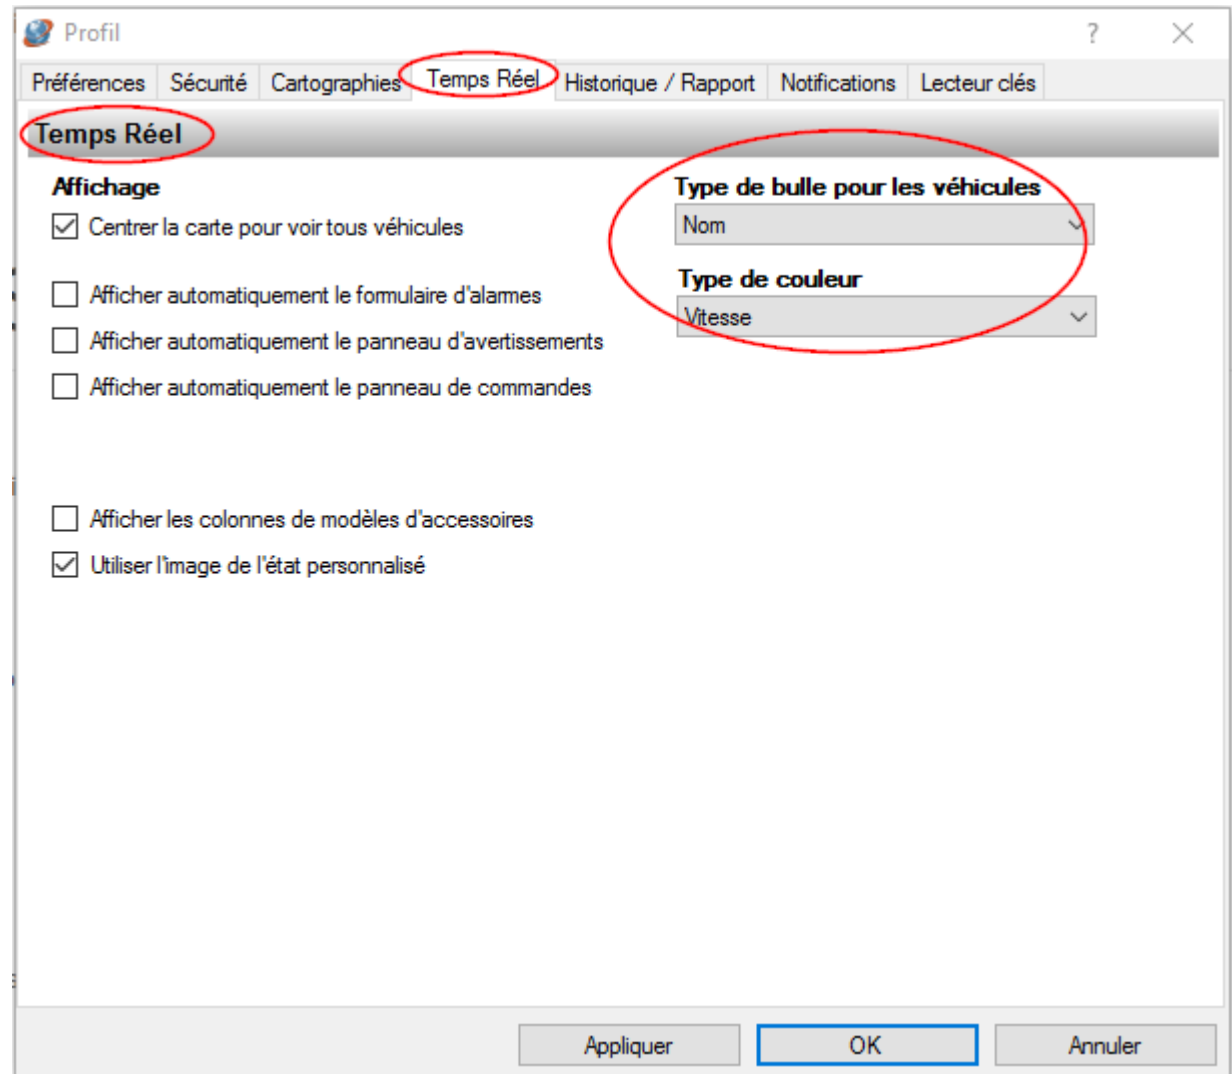 Profil
?
Préférences Sécurité Cartographies Temps Réel Historique / Rapport Notifications Lecteur clés
Temps Réel
Affichage
Centrer la carte pour voir tous véhicules
Afficher automatiquement le formulaire d'alarmes
Afficher automatiquement le panneau d'avertissements
Afficher automatiquement le panneau de commandes
Afficher les colonnes de modèles d'accessoires
Utiliser l'image de l'état personnalisé
Type de bulle pour les véhicules
Nom
Type de couleur
Vitesse
Appliquer OK Annuler